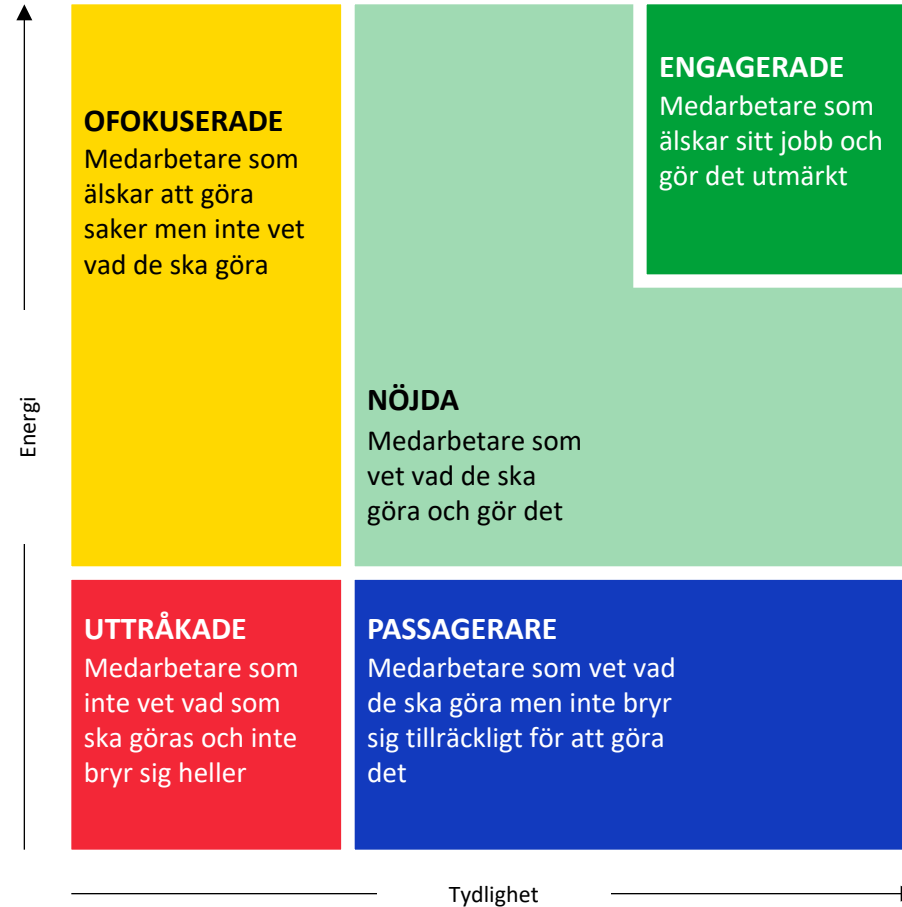 ENGAGERADE
Medarbetare som
älskar sitt jobb och
gör det utmärkt
OFOKUSERADE
Medarbetare som
älskar att göra
saker men inte vet
vad de ska göra
Energi
NÖJDA
Medarbetare som
vet vad de ska
göra och gör det
UTTRÅKADE
Medarbetare som
inte vet vad som
ska göras och inte
bryr sig heller
PASSAGERARE
Medarbetare som vet vad
de ska göra men inte bryr
sig tillräckligt för att göra
det
Tydlighet